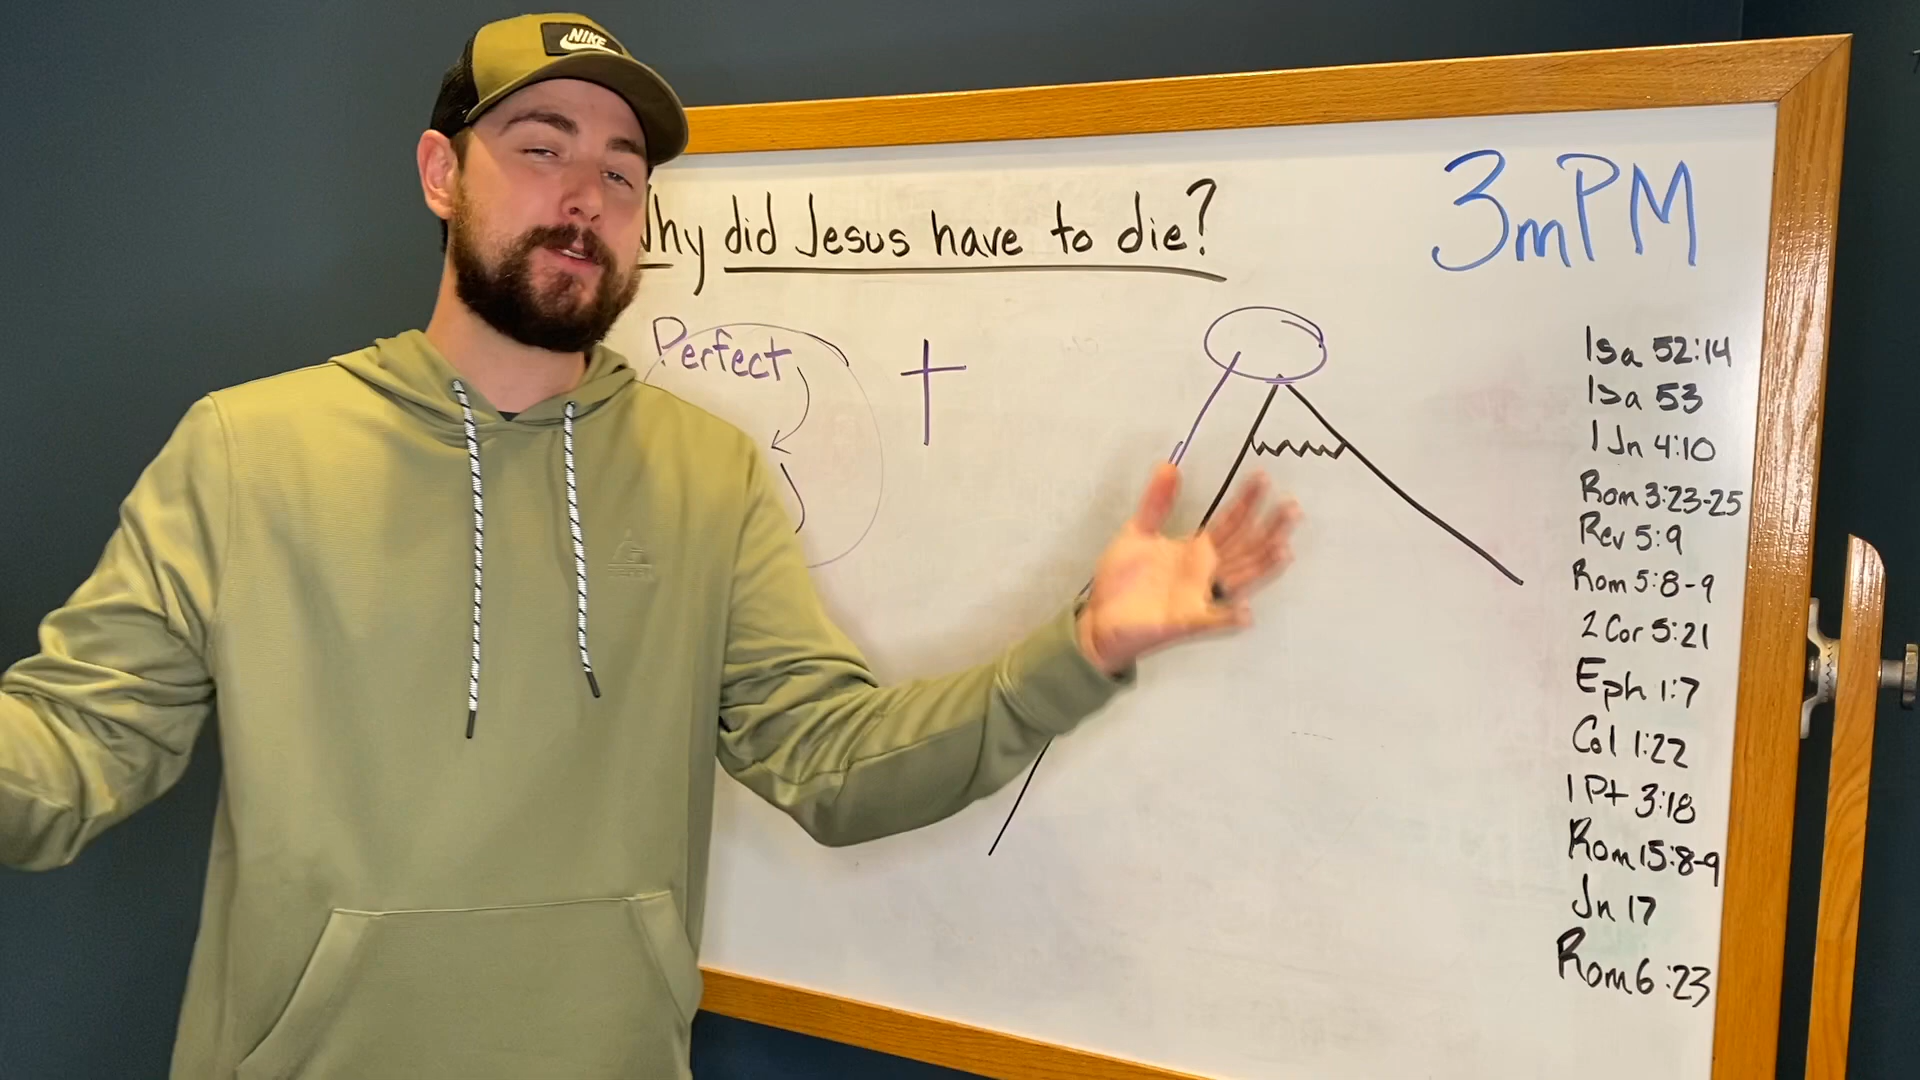 NIKE
Why did Jesus have to die?
3mPM
Perfect
Isa 52:14
Isa 53
1 Jn 4:10
Rom 3:23-25
Rev 5:9
Rom 5:8-9
2 Cor 5:21
Eph 1:7
Col 1:22
1 Pt 3:18
Rom 15:8-9
Jn 17
Rom 6:23